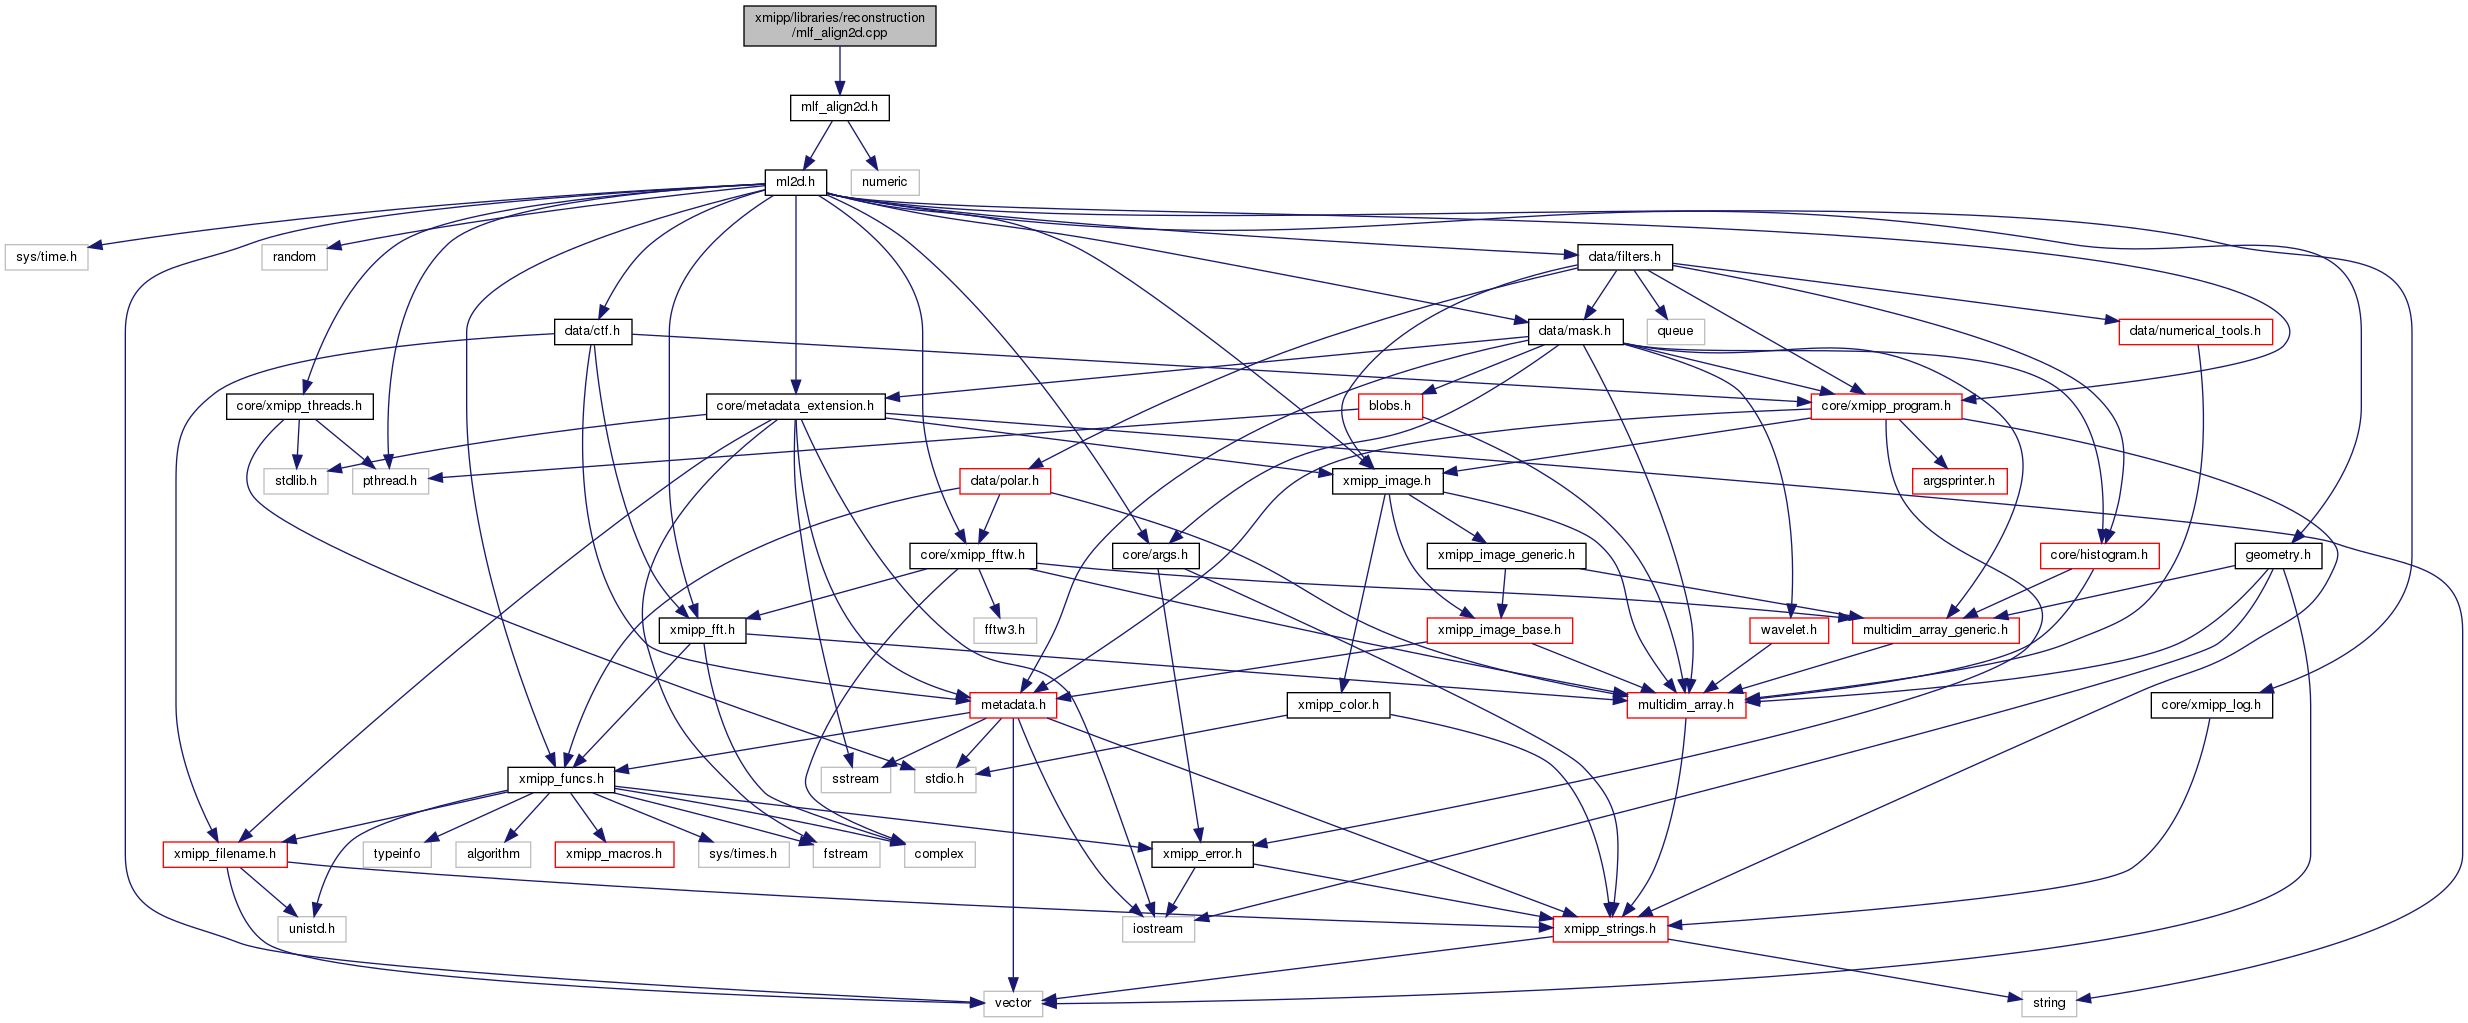 xmipp/libraries/reconstruction
/mlf_align2d.cpp
mlf_align2d.h
ml2d.h
numeric
sys/time.h
random
data/filters.h
data/ctf.h
data/mask.h
queue
data/numerical_tools.h
core/xmipp_threads.h
core/metadata_extension.h
blobs.h
core/xmipp_program.h
stdlib.h
pthread.h
data/polar.h
xmipp_image.h
argsprinter.h
core/xmipp_fftw.h
core/args.h
xmipp_image_generic.h
core/histogram.h
geometry.h
xmipp_fft.h
fftw3.h
xmipp_image_base.h
wavelet.h
multidim_array_generic.h
metadata.h
xmipp_color.h
multidim_array.h
core/xmipp_log.h
xmipp_funcs.h
sstream
stdio.h
xmipp_filename.h
typeinfo
algorithm
xmipp_macros.h
sys/times.h
fstream
complex
xmipp_error.h
unistd.h
iostream
xmipp_strings.h
vector
string